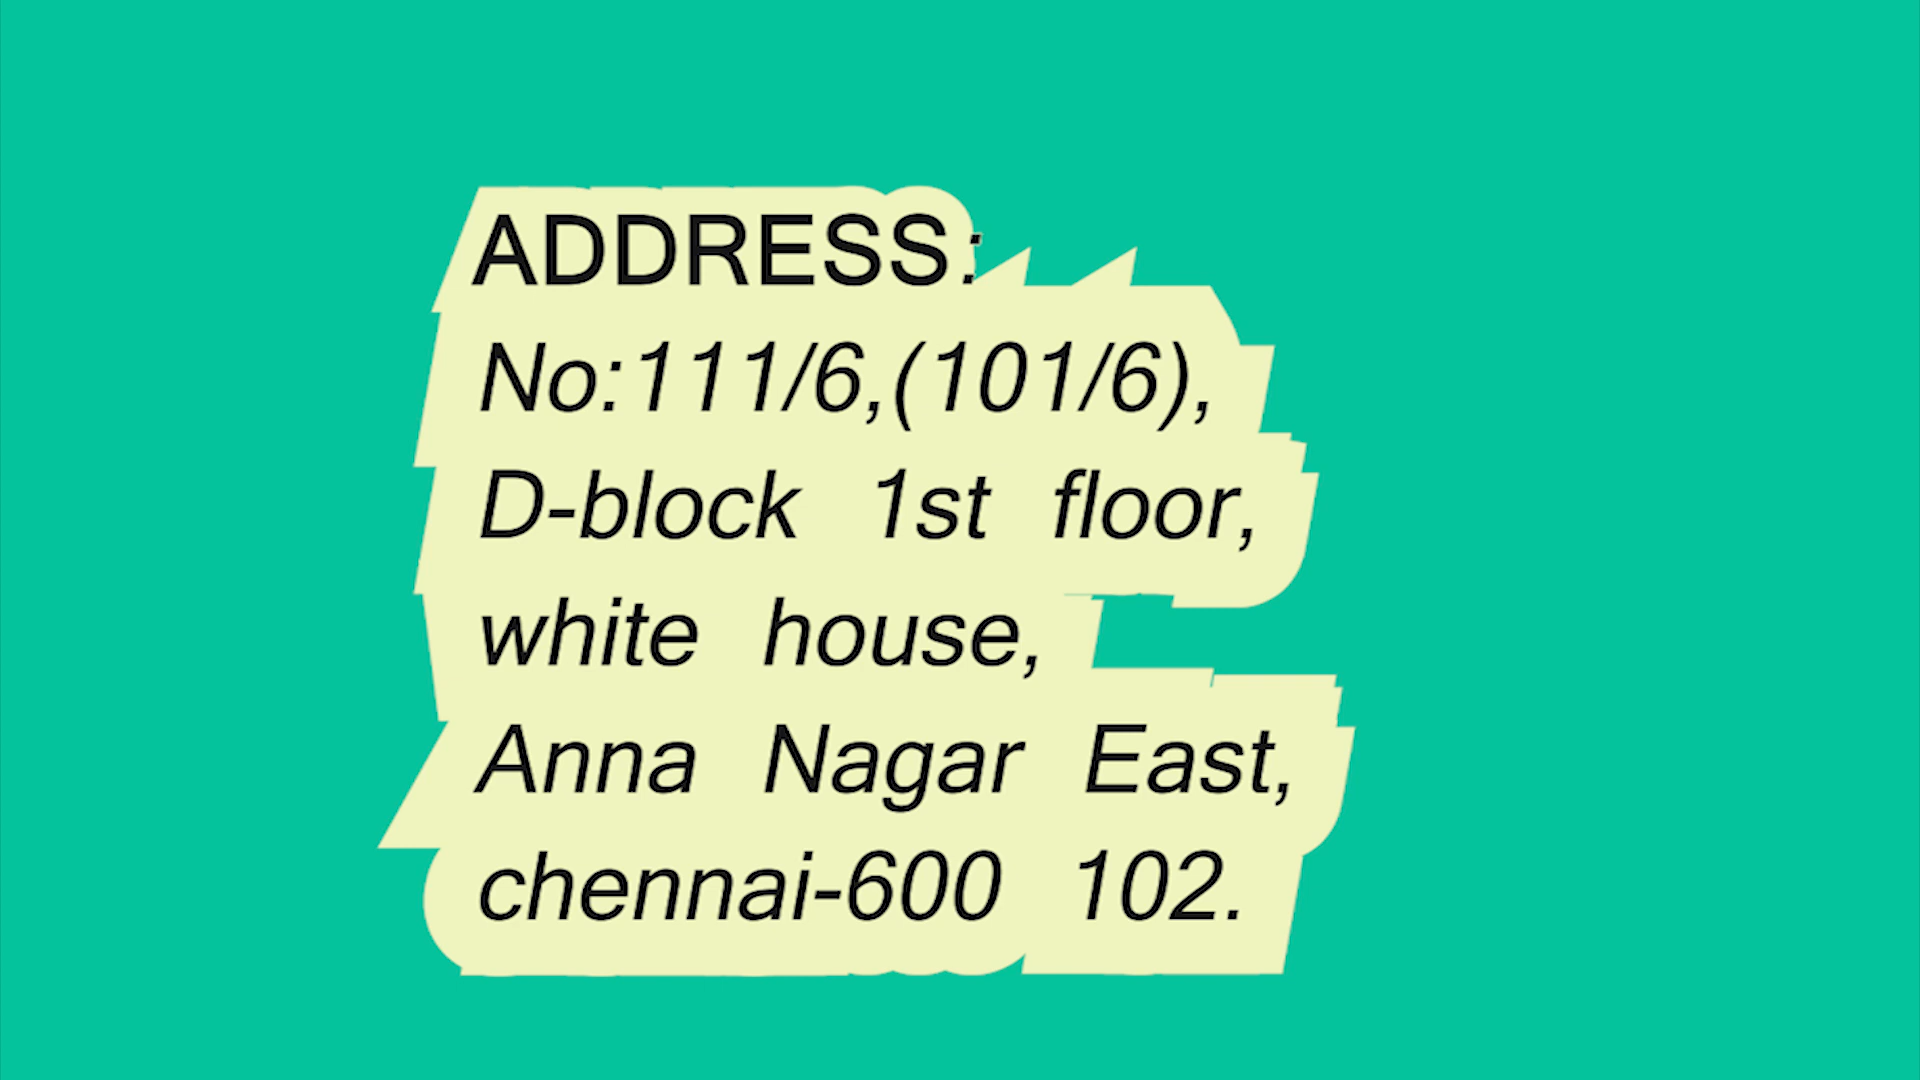 ADDRESS:
No:111/6,(101/6),
D-block 1st floor,
white house,
Anna Nagar East,
chennai-600 102.